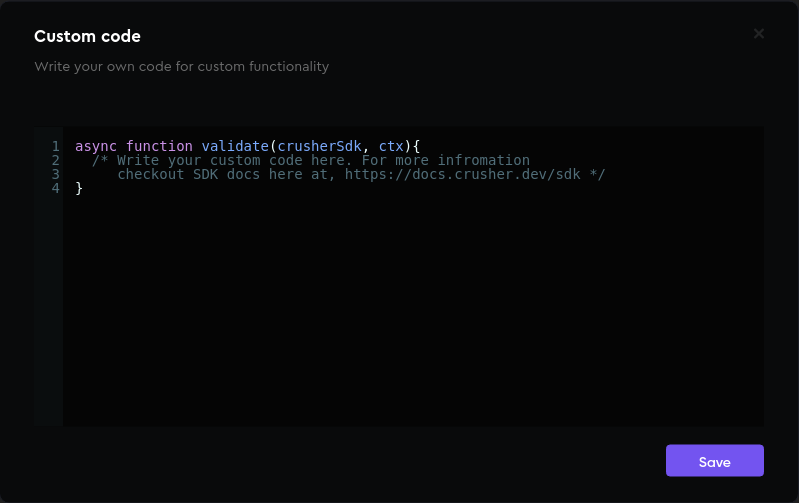 Custom code
Write your own code for custom functionality
1 async function validate(crusherSdk, ctx){
2 /* Write your custom code here. For more infromation
3 checkout SDK docs here at, https://docs.crusher.dev/sdk */
4 }
Save